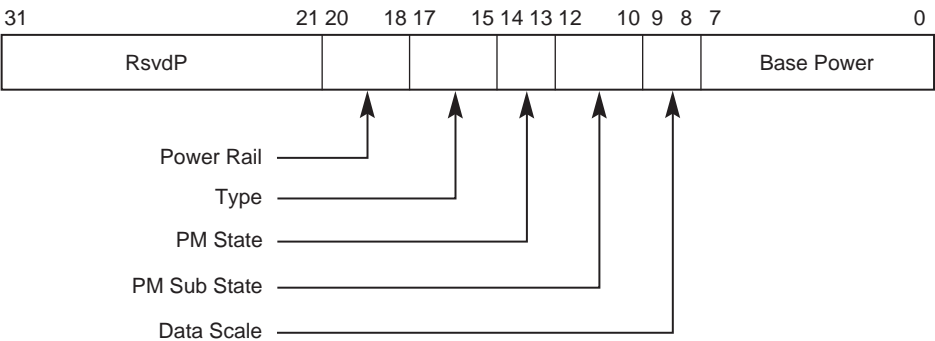 31 21 20 18 17 15 14 13 12 10 9 8 7 0
RsvdP Base Power
Power Rail
Type
PM State
PM Sub State
Data Scale